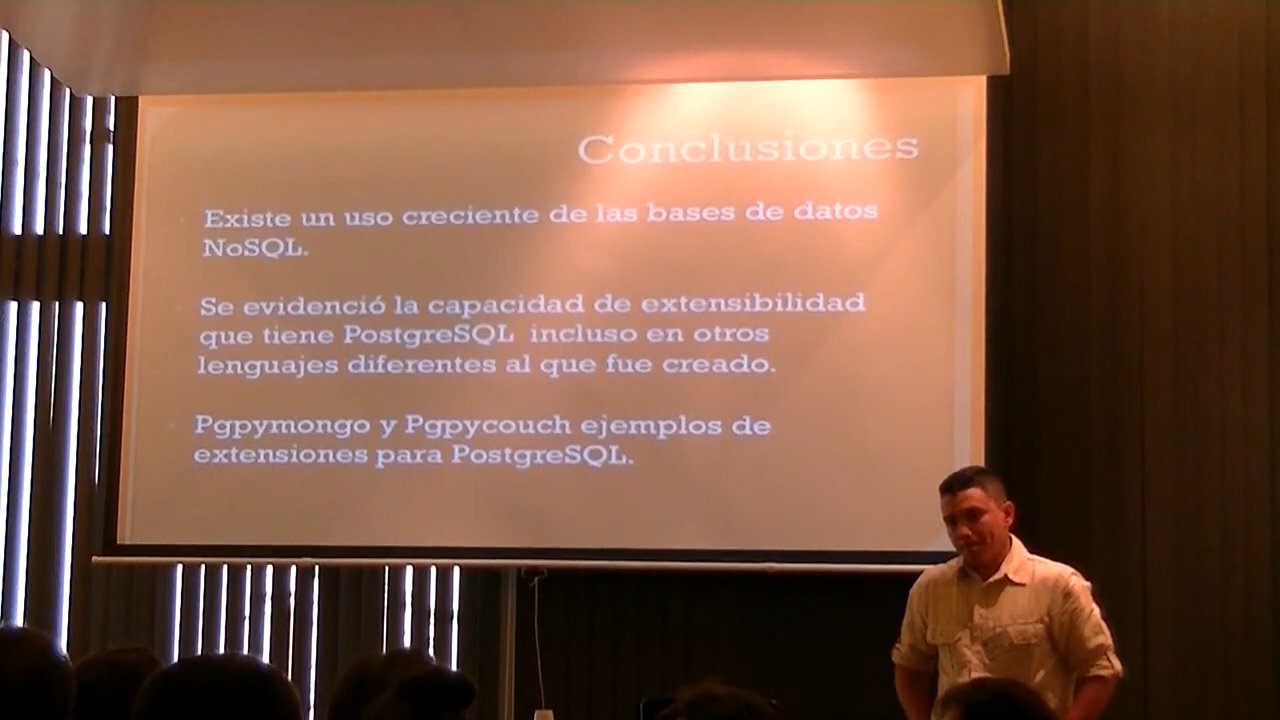 Conclusiones
Existe un uso creciente de las bases de datos
NoSQL.
Se evidenció la capacidad de extensibilidad
que tiene PostgreSQL incluso en otros
lenguajes diferentes al que fue creado.
Pgpymongo y Pgpycouch ejemplos de
extensiones para PostgreSQL.